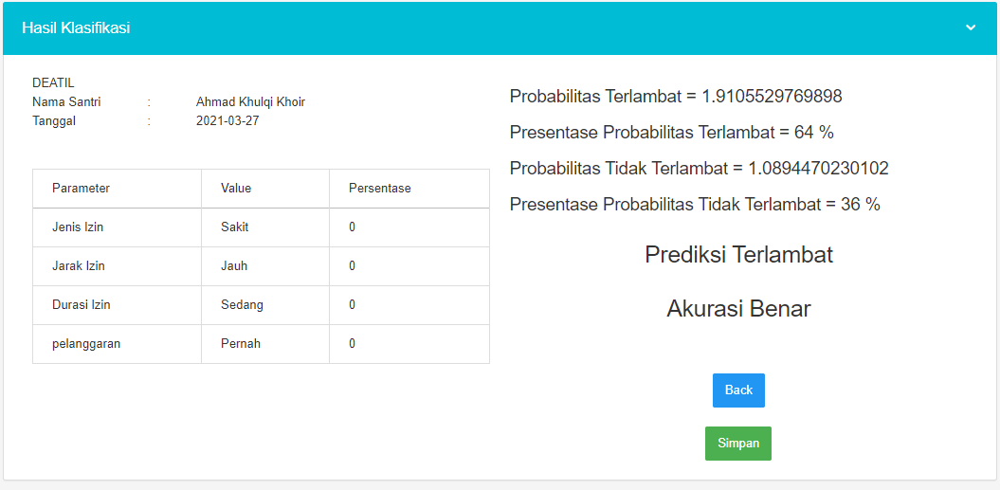 Hasil Klasifikasi
DEATIL
Nama Santri : Ahmad Khulqi Khoir
Tanggal : 2021-03-27
Parameter Value Persentase
Jenis Izin Sakit 0
Jarak Izin Jauh 0
Durasi Izin Sedang 0
pelanggaran Pernah 0
Probabilitas Terlambat = 1.9105529769898
Presentase Probabilitas Terlambat = 64 %
Probabilitas Tidak Terlambat = 1.0894470230102
Presentase Probabilitas Tidak Terlambat = 36 %
Prediksi Terlambat
Akurasi Benar
Back
Simpan